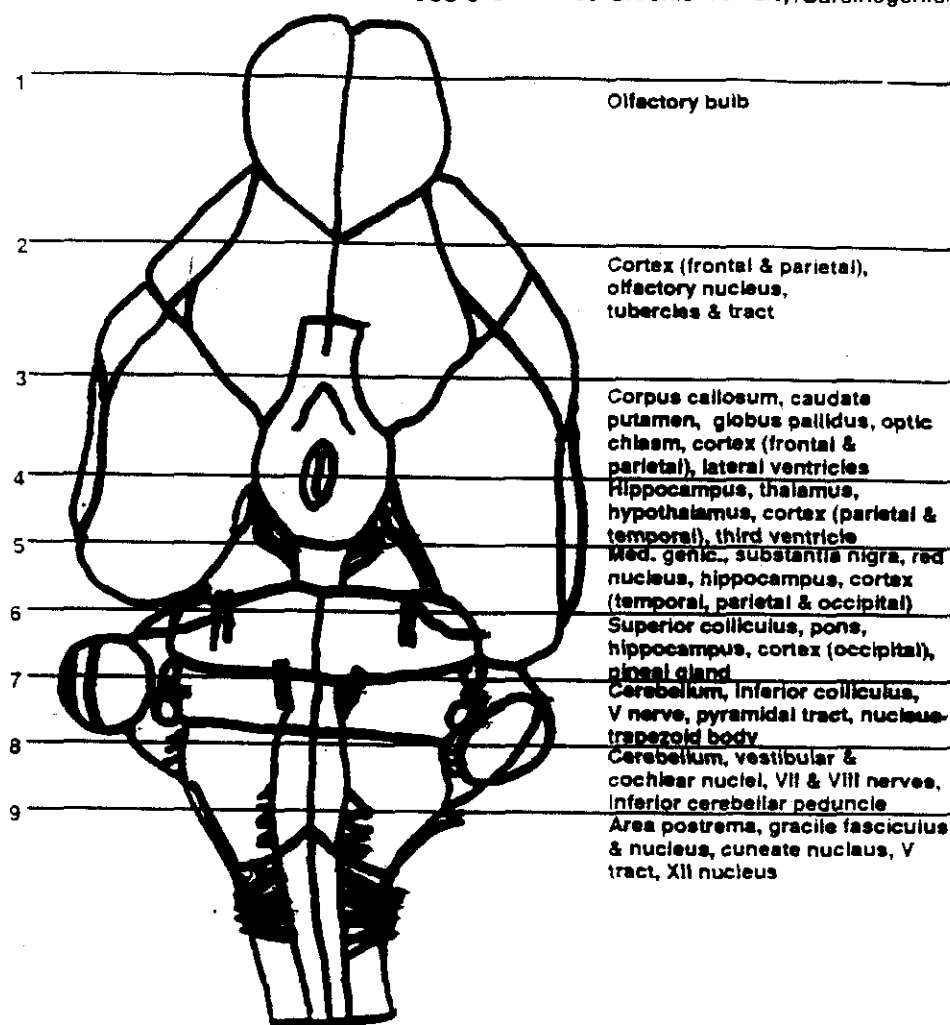 1
Olfactory bulb
2
Cortex (frontal & parietal),
olfactory nucleus,
tubercles & tract
3
Corpus callosum, caudate
putamen, globus pallidus, optic
chiasm, cortex (frontal &
parietal), lateral ventricles
4
Hippocampus, thalamus,
hypothalamus, cortex (parietal &
temporal), third ventricle
5
Med. genic., substantia nigra, red
nucleus, hippocampus, cortex
(temporal, parietal & occipital)
6
Superior colliculus, pons,
hippocampus, cortex (occipital),
pineal gland
7
Cerebellum, inferior colliculus,
V nerve, pyramidal tract, nucleus-
trapezoid body
8
Cerebellum, vestibular &
cochlear nuclei, VII & VIII nerves,
inferior cerebellar peduncle
9
Area postrema, gracile fasciculus
& nucleus, cuneate nuclaus, V
tract, XII nucleus